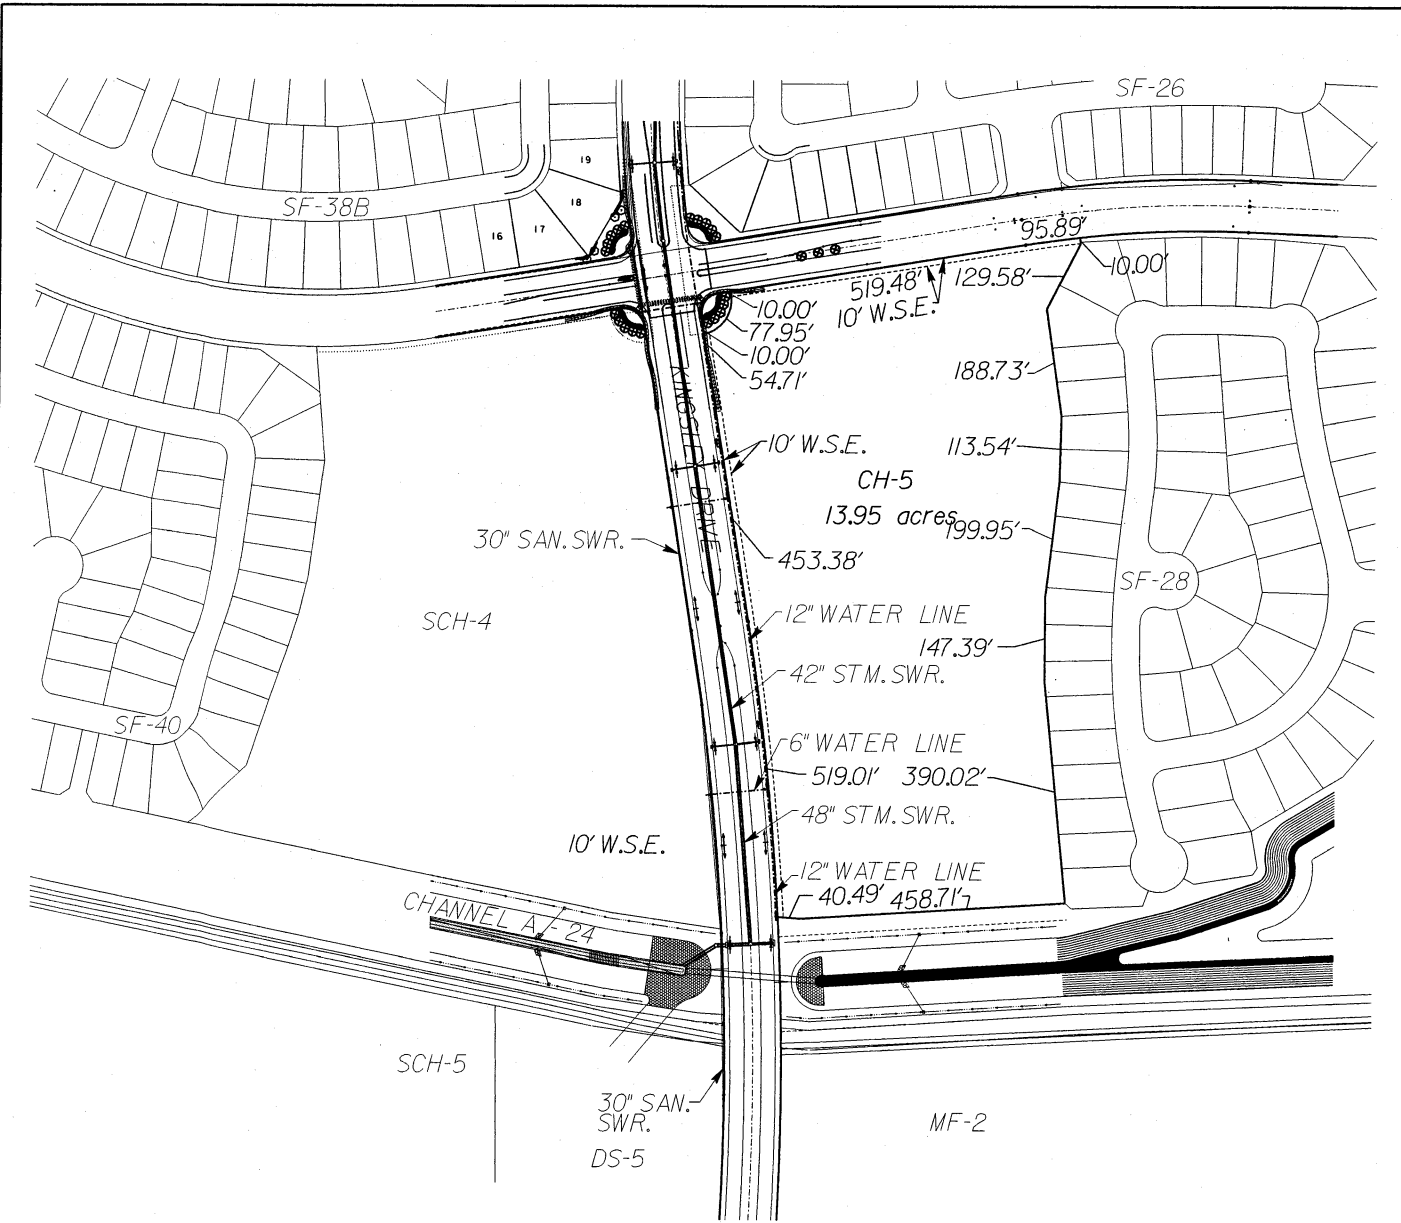 SF-26
19
SF-38B
18
17
16
95.89'
10.00'
519.48'
129.58'
10' W.S.E.
10.00'
77.95'
10.00'
54.71'
188.73'
KINGSLEY DRIVE
10' W.S.E.
113.54'
CH-5
13.95 acres
199.95'
30" SAN. SWR.
453.38'
SF-28
SCH-4
12" WATER LINE
147.39'
42" STM. SWR.
SF-40
6" WATER LINE
519.01'
390.02'
48" STM. SWR.
10' W.S.E.
12" WATER LINE
40.49'
458.71'
CHANNEL A - 24
SCH-5
30" SAN.
SWR.
MF-2
DS-5